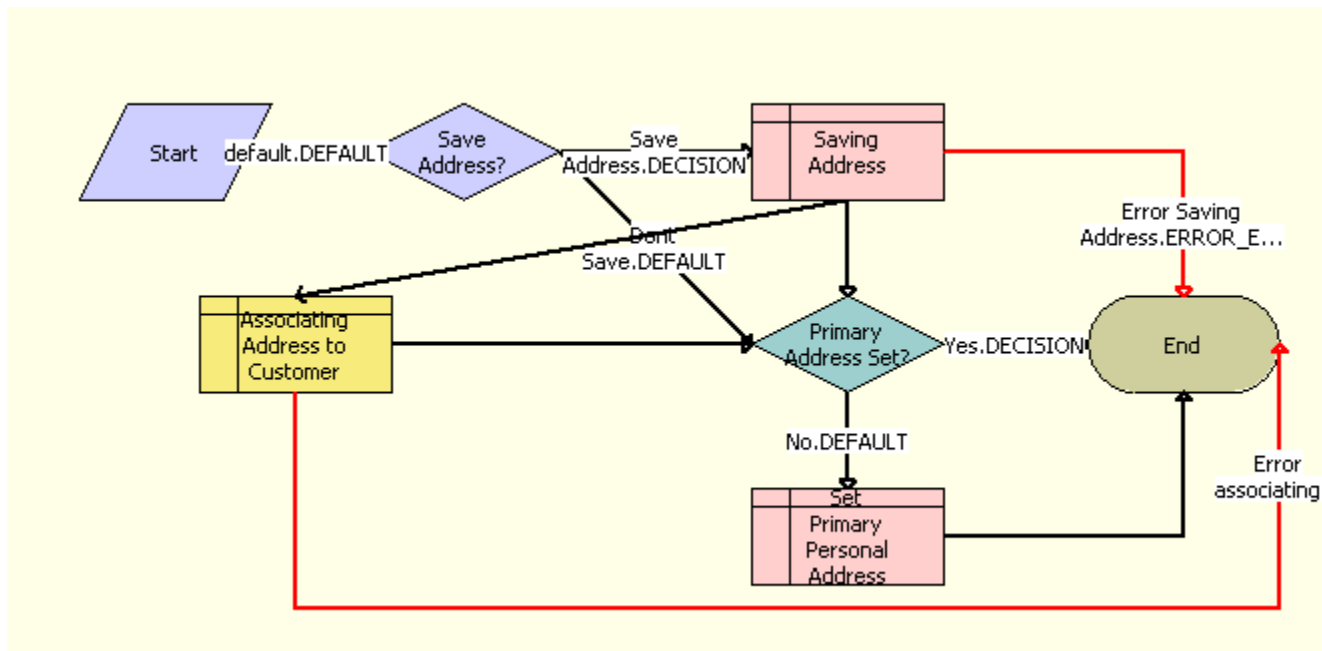 Start
default.DEFAULT
Save
Address?
Save
Address.DECISION
Saving
Address
Error Saving
Address.ERROR_E...
Dont
Save.DEFAULT
Associating
Address to
Customer
Primary
Address Set?
Yes.DECISION
End
No.DEFAULT
Error
associating
Set
Primary
Personal
Address